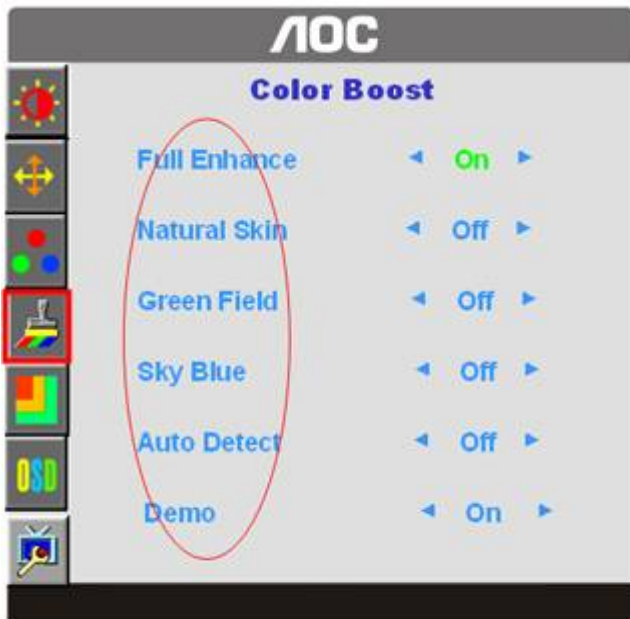 AOC
Color Boost
Full Enhance ◄ On ►
Natural Skin ◄ Off ►
Green Field ◄ Off ►
Sky Blue ◄ Off ►
Auto Detect ◄ Off ►
OSD
Demo ◄ On ►